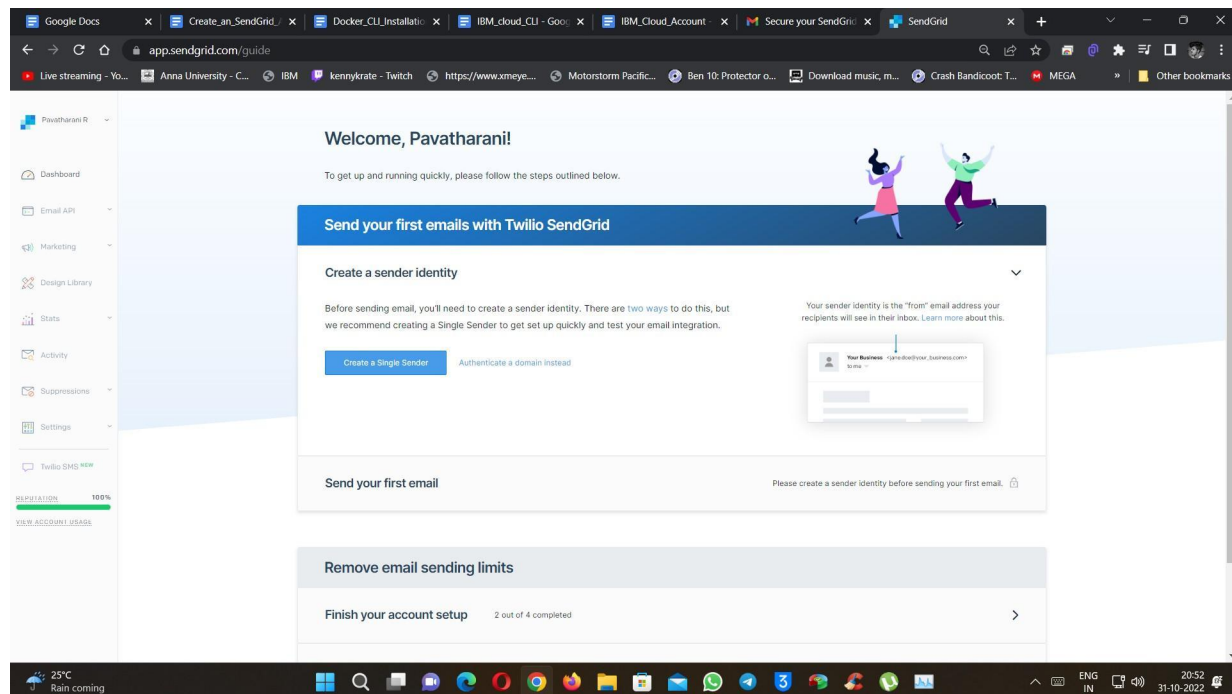 Google Docs
Create_an_SendGrid_
Docker_CLI_Installatio
IBM_cloud_CLI - Goog
IBM_Cloud_Account -
Secure your SendGrid
SendGrid
app.sendgrid.com/guide
Live streaming - Yo...
Anna University - C...
IBM
kennykrate - Twitch
https://www.xmeye....
Motorstorm Pacific...
Ben 10: Protector o...
Download music, m...
Crash Bandicoot: T...
MEGA
»
Other bookmarks
Pavatharani R
Dashboard
Email API
Marketing
Design Library
Stats
Activity
Suppressions
Settings
Twilio SMS NEW
REPUTATION 100%
VIEW ACCOUNT USAGE
Welcome, Pavatharani!
To get up and running quickly, please follow the steps outlined below.
Send your first emails with Twilio SendGrid
Create a sender identity
Before sending email, you'll need to create a sender identity. There are two ways to do this, but
we recommend creating a Single Sender to get set up quickly and test your email integration.
Create a Single Sender
Authenticate a domain instead
Your sender identity is the "from" email address your
recipients will see in their inbox. Learn more about this.
Your Business <janedoe@your_business.com>
to me
Send your first email
Please create a sender identity before sending your first email.
Remove email sending limits
Finish your account setup
2 out of 4 completed
25°C
Rain coming
3
ENG
IN
20:52
31-10-2022